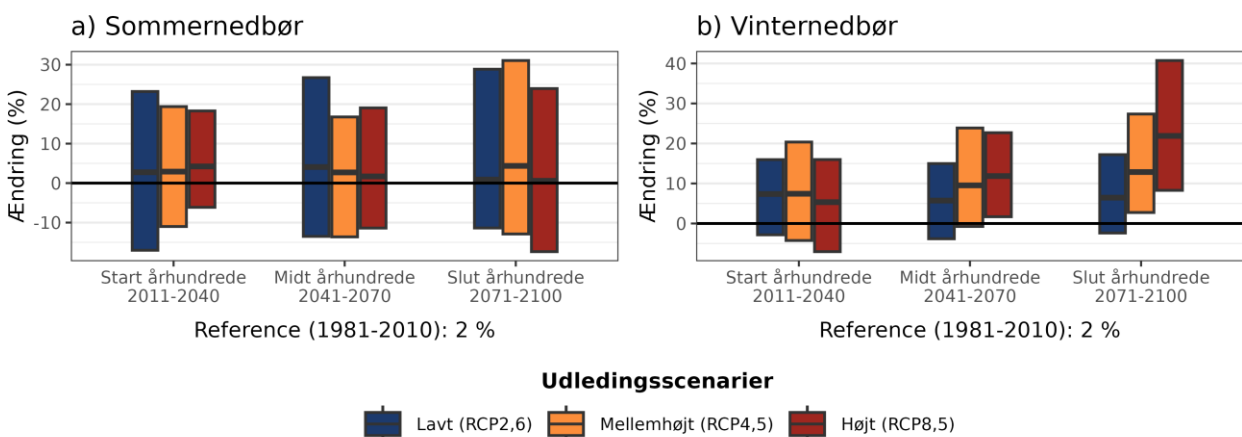 a) Sommernedbør
Ændring (%)
30
20
10
0
-10
Start århundrede
2011-2040
Midt århundrede
2041-2070
Slut århundrede
2071-2100
Reference (1981-2010): 2 %
b) Vinternedbør
Ændring (%)
40
30
20
10
0
Start århundrede
2011-2040
Midt århundrede
2041-2070
Slut århundrede
2071-2100
Reference (1981-2010): 2 %
Udledingsscenarier
Lavt (RCP2,6) Mellemhøjt (RCP4,5) Højt (RCP8,5)